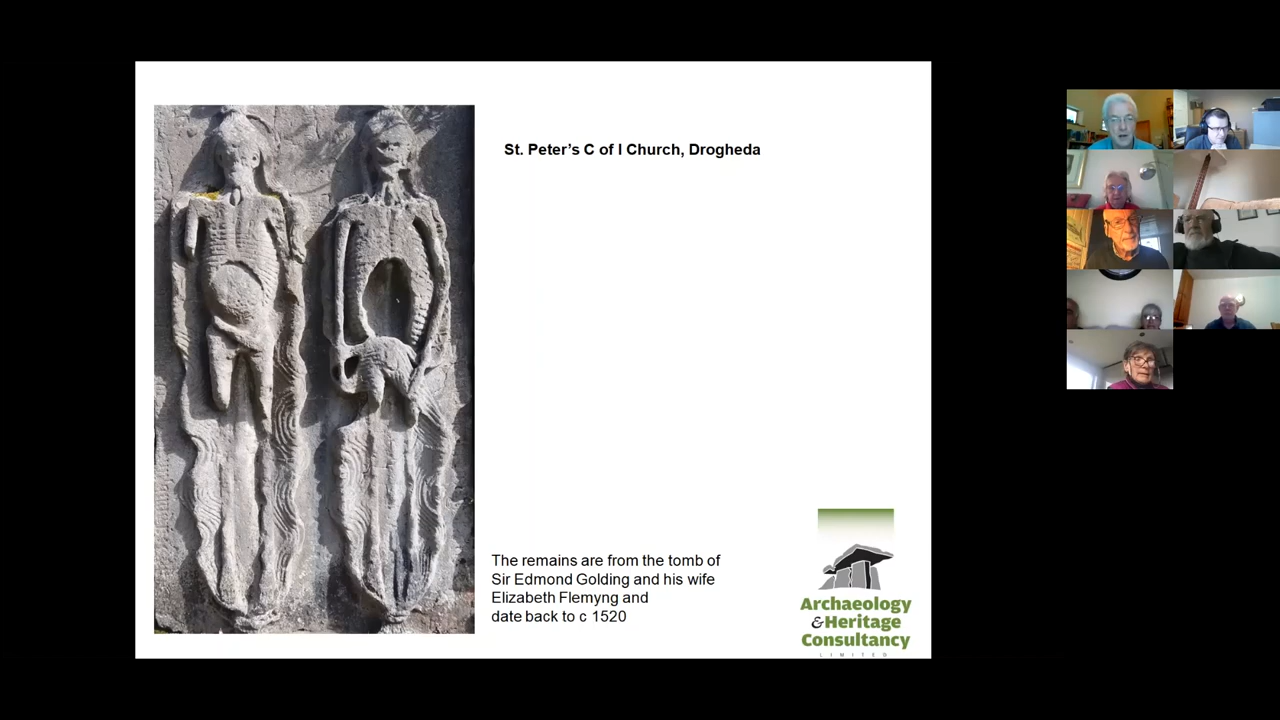 St. Peter's C of I Church, Drogheda
The remains are from the tomb of
Sir Edmond Golding and his wife
Elizabeth Flemyng and
date back to c 1520
Archaeology
&Heritage
Consultancy
LIMITED